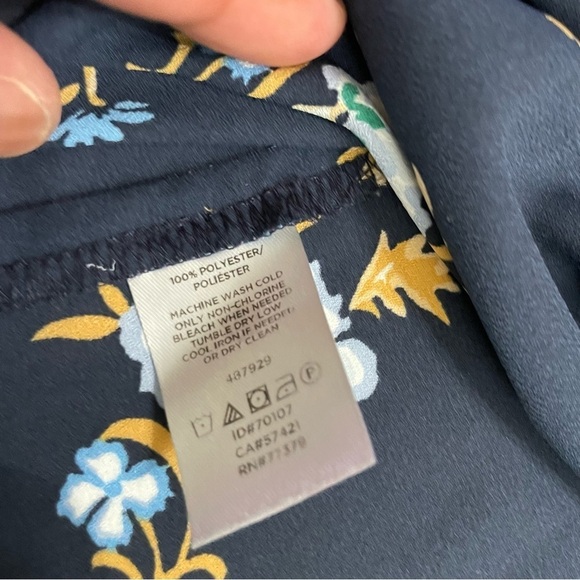 100% POLYESTER/
POLIÉSTER
MACHINE WASH COLD
ONLY NON-CHLORINE
BLEACH WHEN NEEDED
TUMBLE DRY LOW
COOL IRON IF NEEDED
OR DRY CLEAN
487929
P
ID#70107
CA#57421
RN#77379